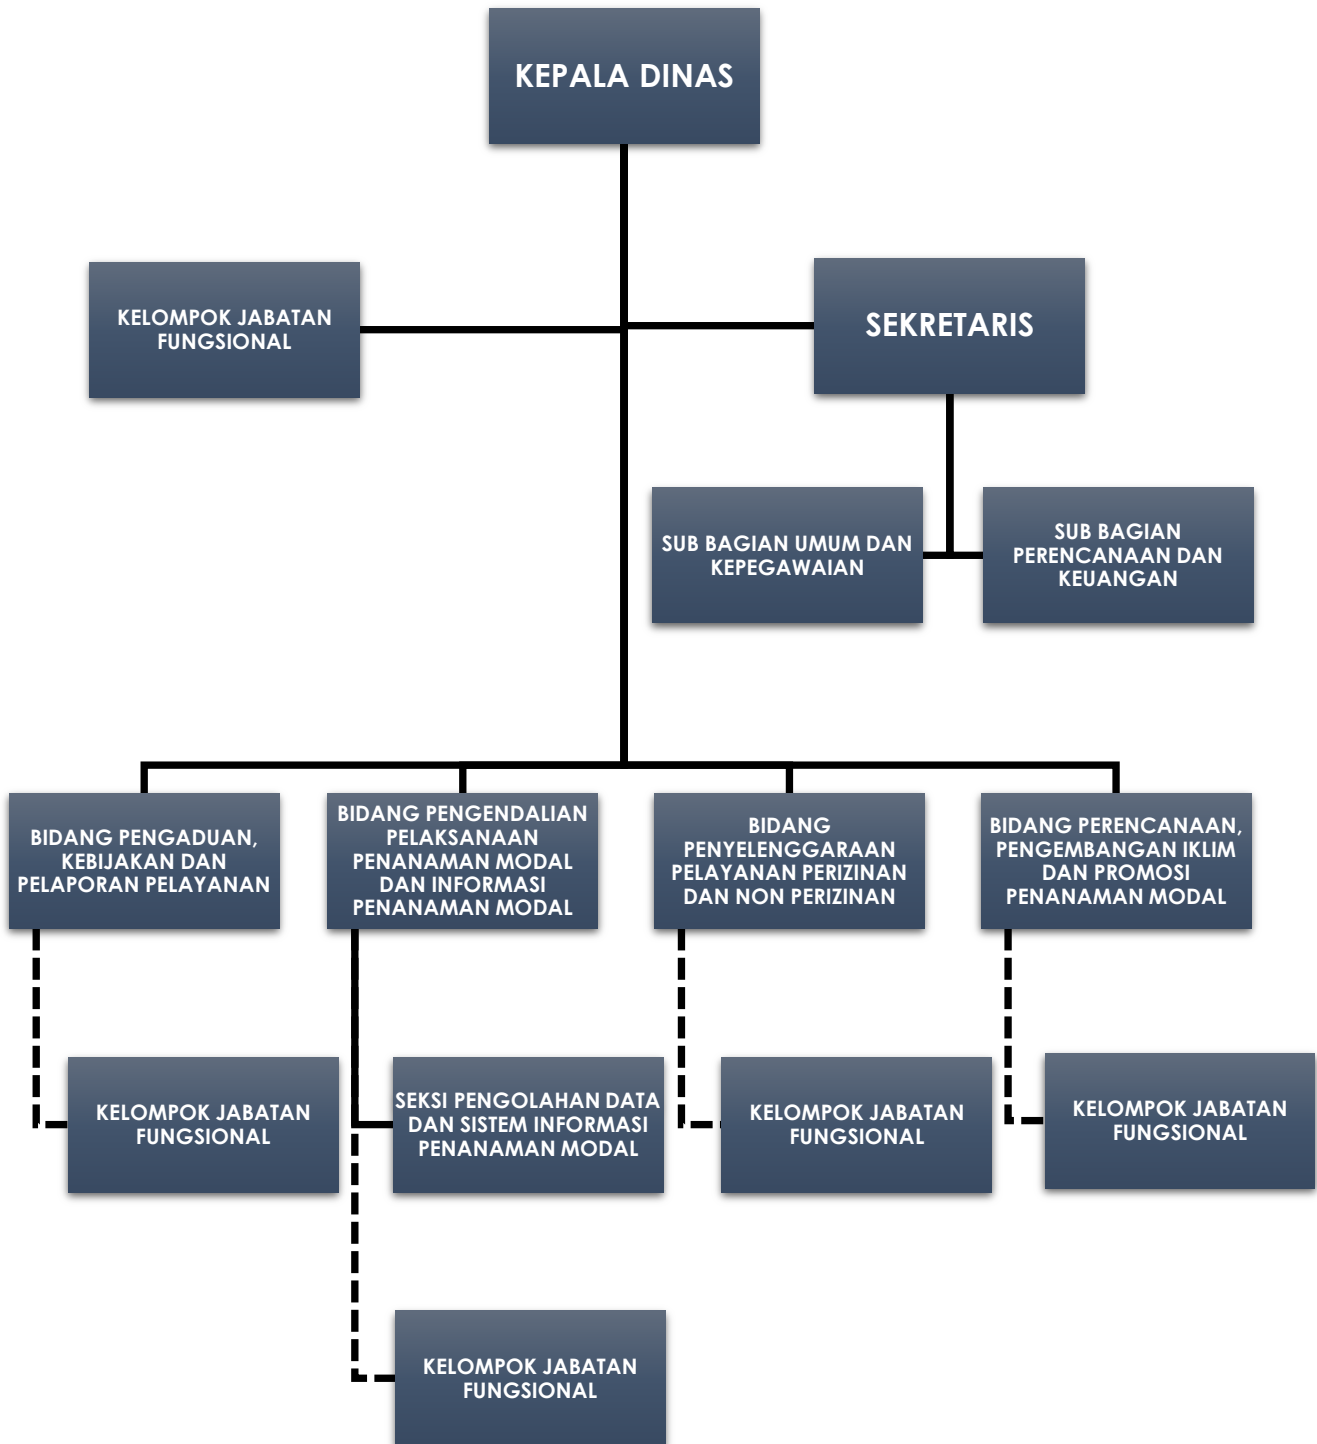 KEPALA DINAS
KELOMPOK JABATAN
FUNGSIONAL
SEKRETARIS
SUB BAGIAN UMUM DAN
KEPEGAWAIAN
SUB BAGIAN
PERENCANAAN DAN
KEUANGAN
BIDANG PENGADUAN,
KEBIJAKAN DAN
PELAPORAN PELAYANAN
BIDANG PENGENDALIAN
PELAKSANAAN
PENANAMAN MODAL
DAN INFORMASI
PENANAMAN MODAL
BIDANG
PENYELENGGARAAN
PELAYANAN PERIZINAN
DAN NON PERIZINAN
BIDANG PERENCANAAN,
PENGEMBANGAN IKLIM
DAN PROMOSI
PENANAMAN MODAL
KELOMPOK JABATAN
FUNGSIONAL
SEKSI PENGOLAHAN DATA
DAN SISTEM INFORMASI
PENANAMAN MODAL
KELOMPOK JABATAN
FUNGSIONAL
KELOMPOK JABATAN
FUNGSIONAL
KELOMPOK JABATAN
FUNGSIONAL